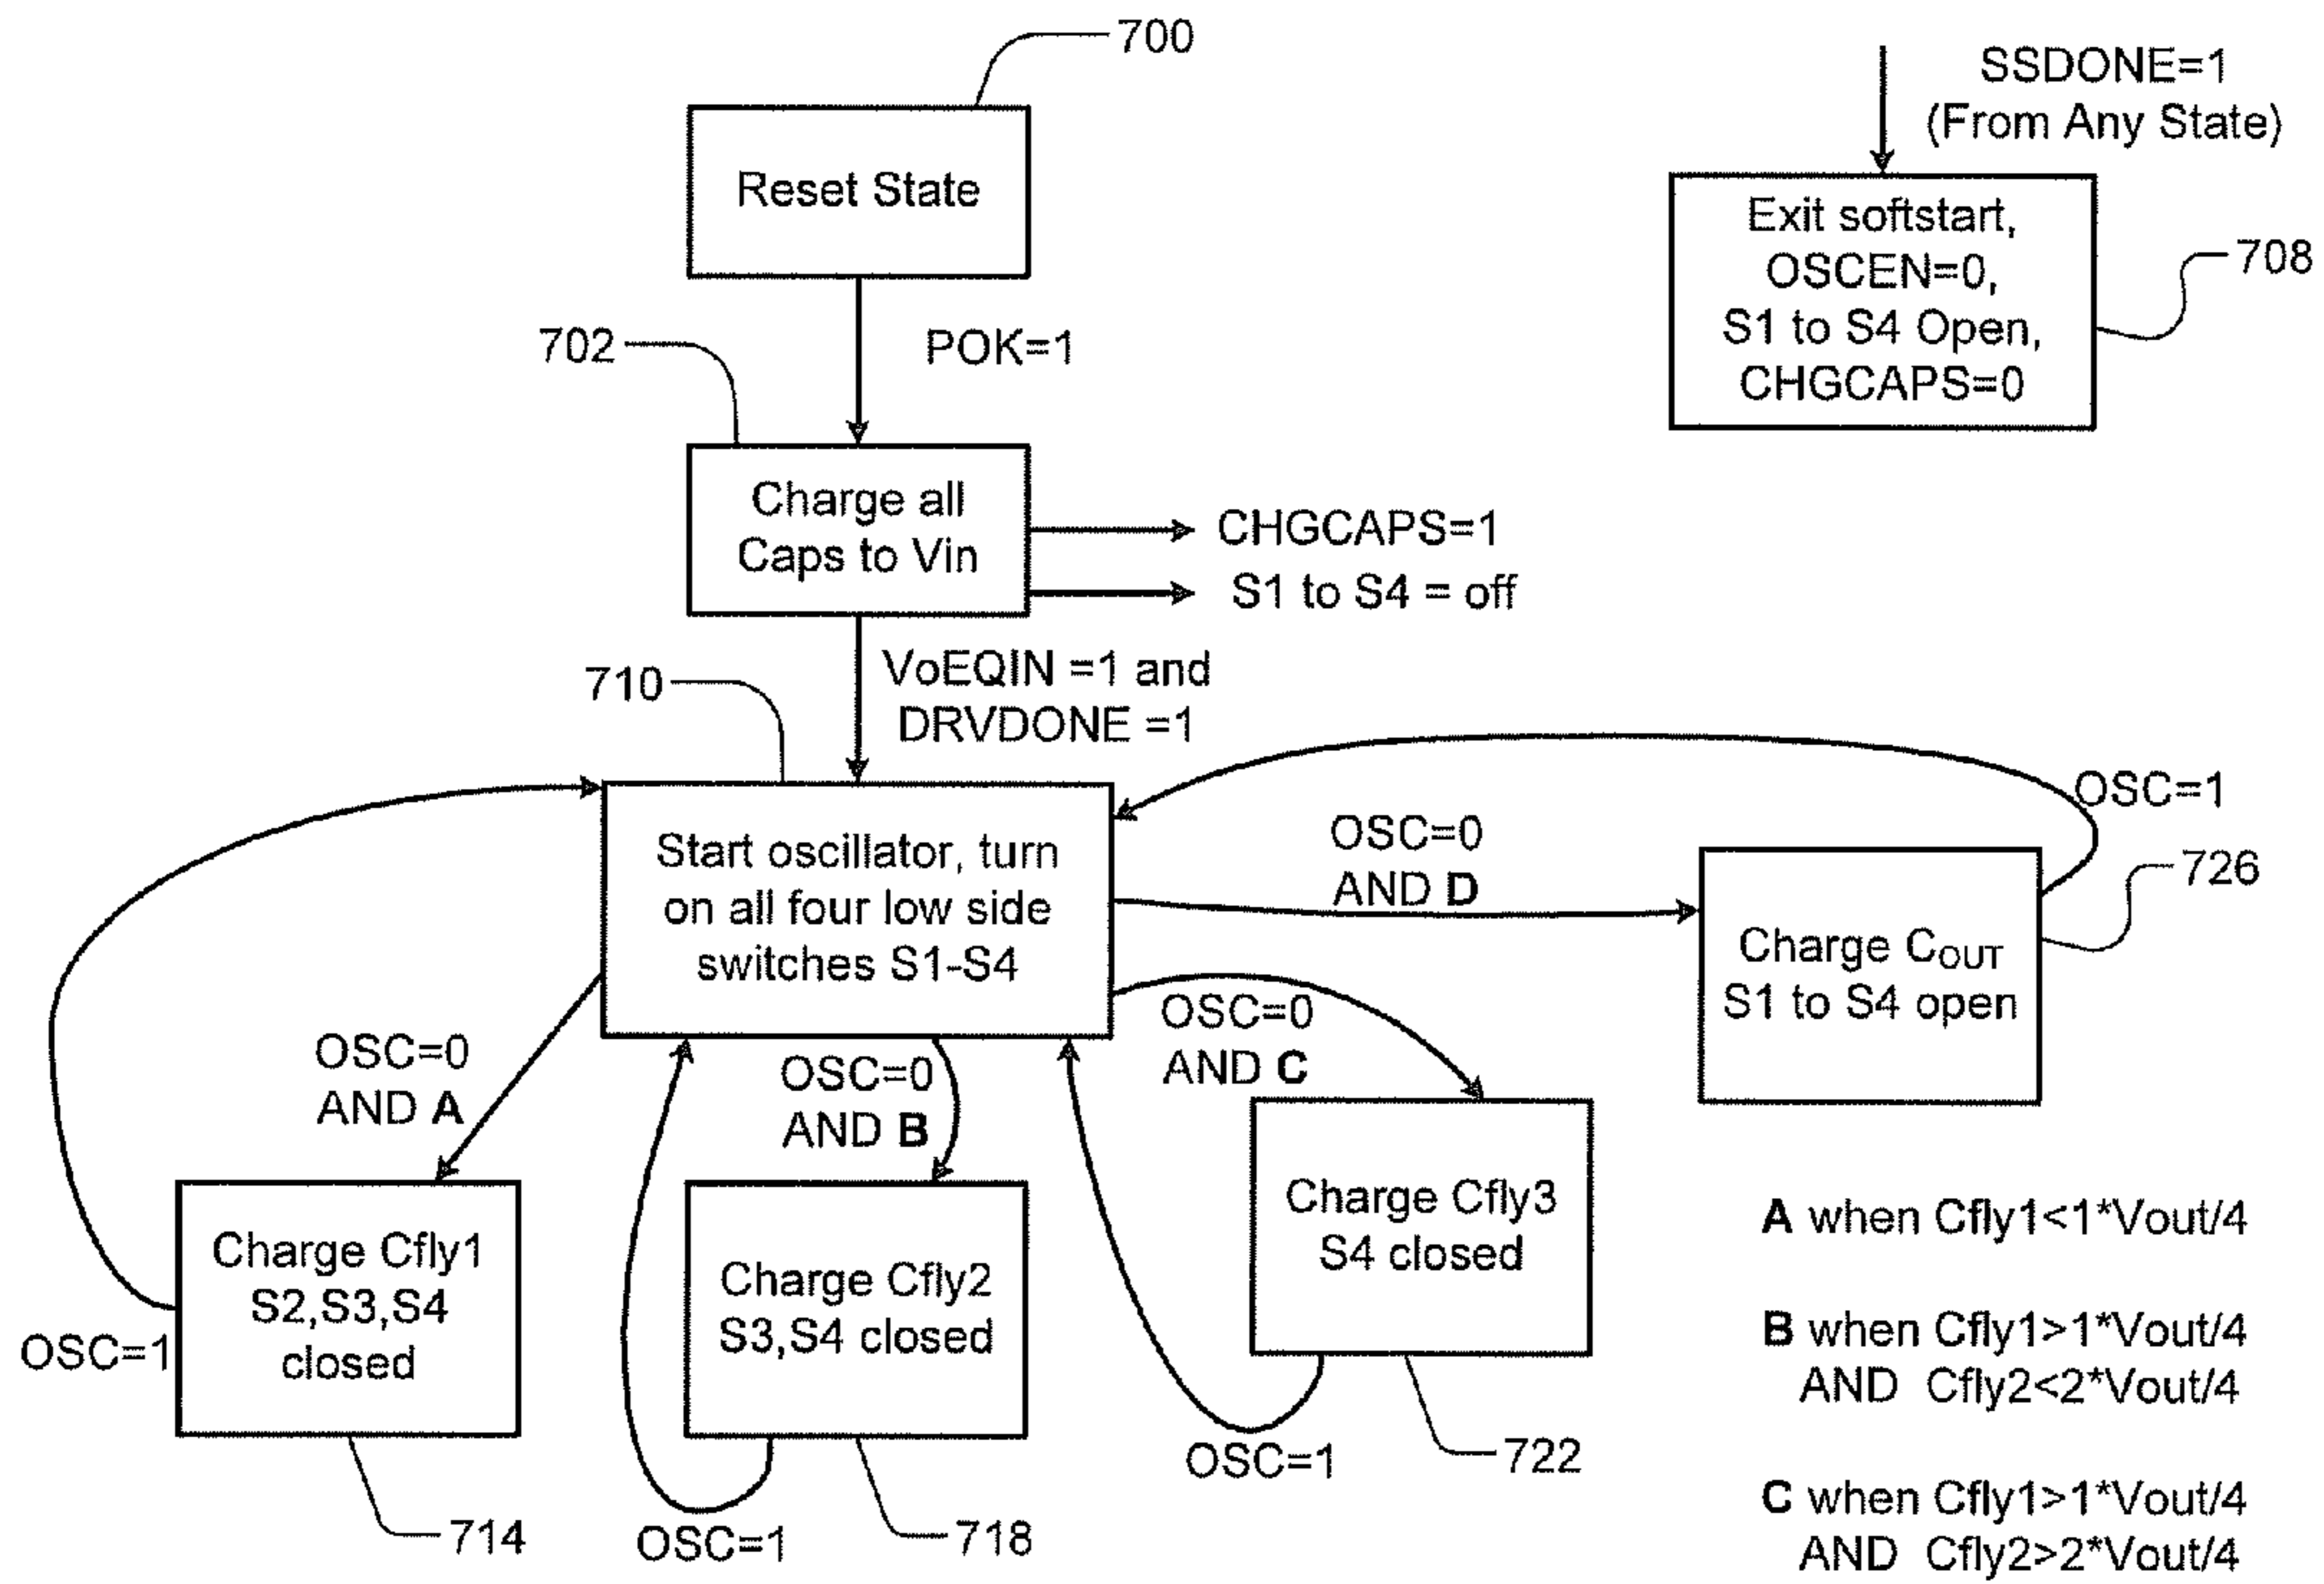 700
Reset State
SSDONE=1
(From Any State)
Exit softstart,
OSCEN=0,
S1 to S4 Open,
CHGCAPS=0
708
POK=1
702
Charge all
Caps to Vin
CHGCAPS=1
S1 to S4 = off
VoEQIN =1 and
DRVDONE =1
710
Start oscillator, turn
on all four low side
switches S1-S4
OSC=0
AND D
OSC=1
726
Charge COUT
S1 to S4 open
OSC=0
AND A
OSC=0
AND B
OSC=0
AND C
Charge Cfly1
S2,S3,S4
closed
OSC=1
714
Charge Cfly2
S3,S4 closed
OSC=1
718
Charge Cfly3
S4 closed
OSC=1
722
A when Cfly1<1*Vout/4
B when Cfly1>1*Vout/4
AND Cfly2<2*Vout/4
C when Cfly1>1*Vout/4
AND Cfly2>2*Vout/4